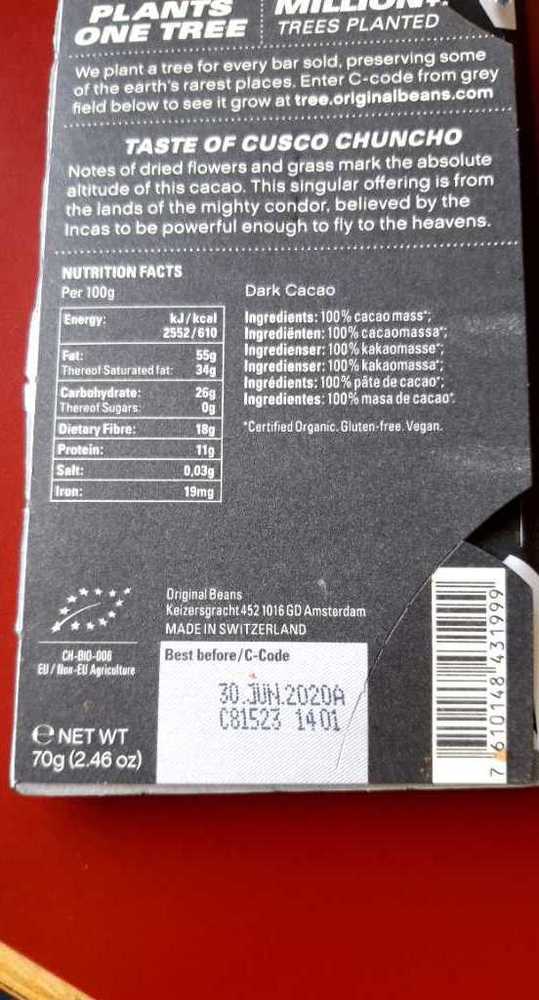 PLANTS
ONE TREE
MILLION+
TREES PLANTED
We plant a tree for every bar sold, preserving some
of the earth's rarest places. Enter C-code from grey
field below to see it grow at tree.originalbeans.com
TASTE OF CUSCO CHUNCHO
Notes of dried flowers and grass mark the absolute
altitude of this cacao. This singular offering is from
the lands of the mighty condor, believed by the
Incas to be powerful enough to fly to the heavens.
NUTRITION FACTS
Per 100g
Energy: kJ/kcal
2552/610
Fat: 55g
Thereof Saturated fat: 34g
Carbohydrate: 26g
Thereof Sugars: 0g
Dietary Fibre: 18g
Protein: 11g
Salt: 0,03g
Iron: 19mg
Dark Cacao
Ingredients: 100% cacao mass*;
Ingrediënten: 100% cacaomassa*;
Ingredienser: 100% kakaomasse*;
Ingredienser: 100% kakaomassa*;
Ingrédients: 100% pâte de cacao*;
Ingredientes: 100% masa de cacao*.
*Certified Organic. Gluten-free. Vegan.
Original Beans
Keizersgracht 452 1016 GD Amsterdam
MADE IN SWITZERLAND
CH-BIO-006
EU / Non-EU Agriculture
Best before/C-Code
30.JUN.2020A
C81523 1401
e NET WT
70g (2.46 oz)
7 610148 431999